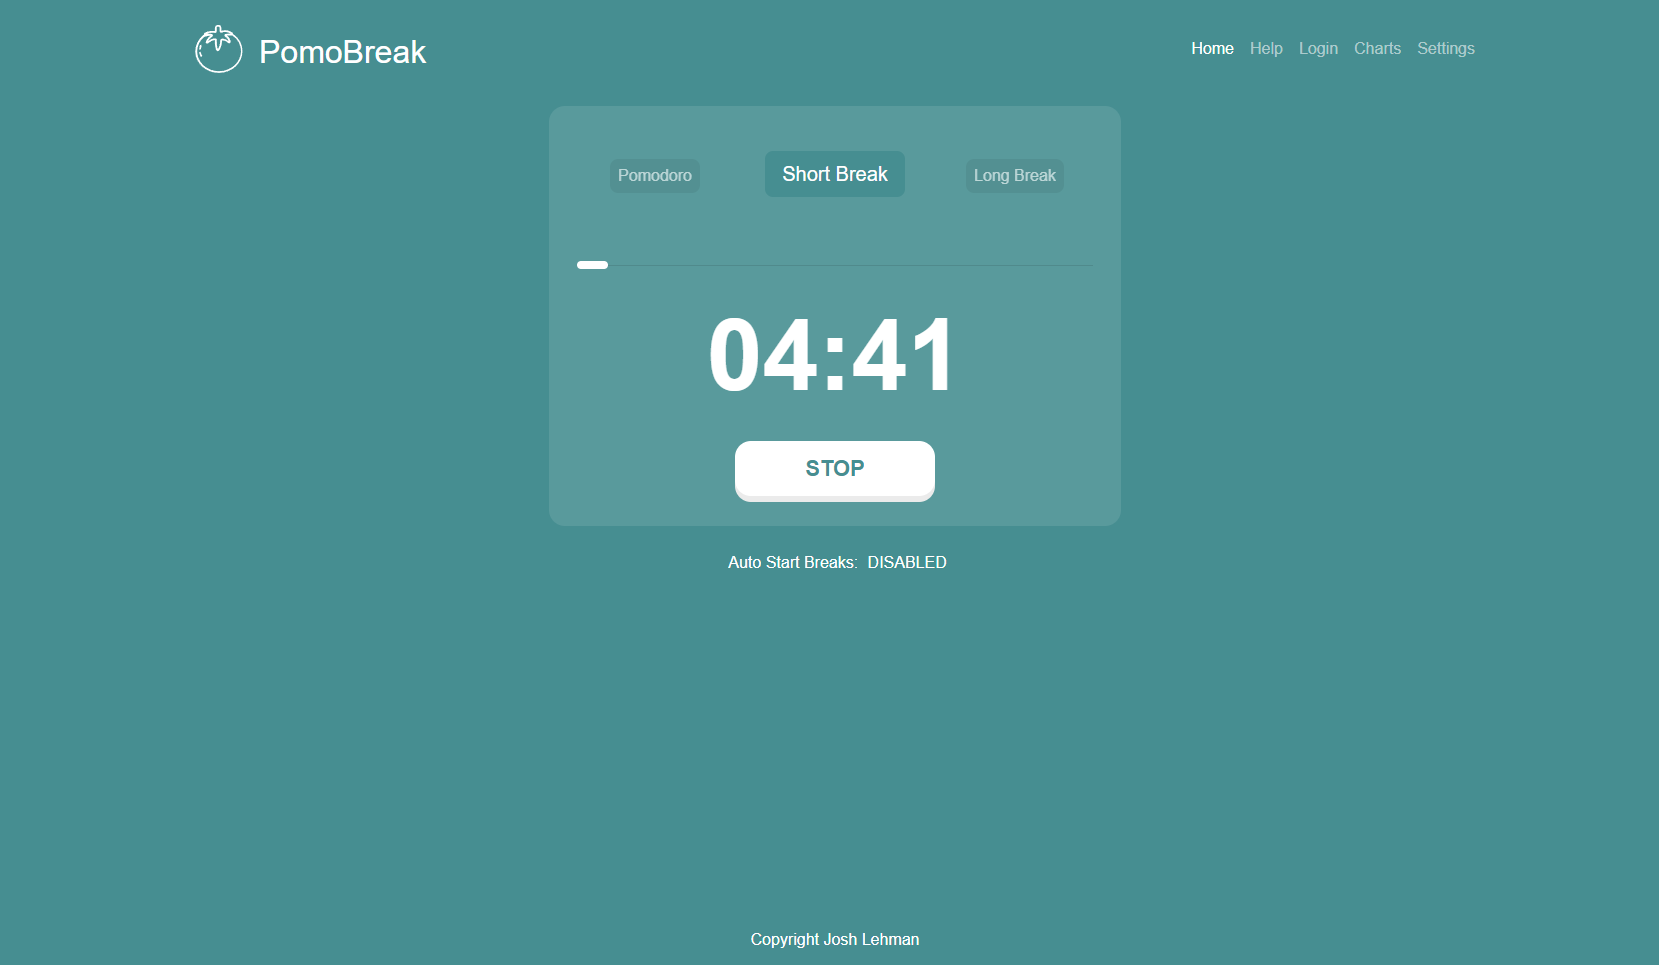 PomoBreak
Home Help Login Charts Settings
Pomodoro Short Break Long Break
04:41
STOP
Auto Start Breaks: DISABLED
Copyright Josh Lehman